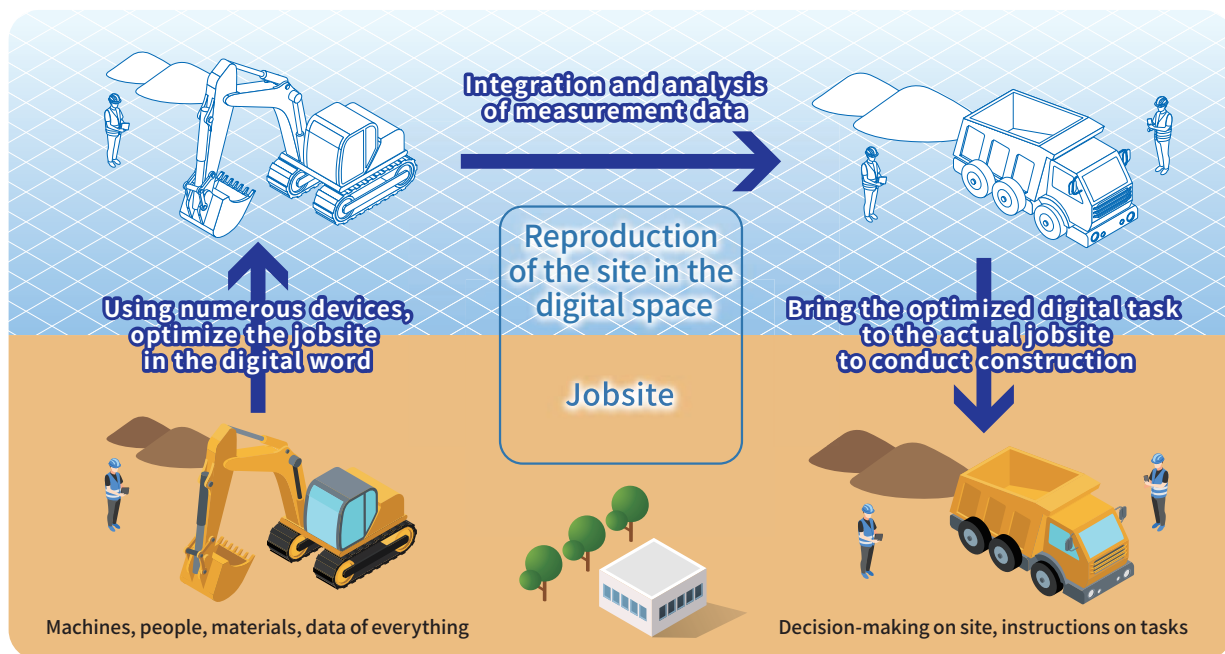 Integration and analysis
of measurement data
Reproduction
of the site in the
digital space
Using numerous devices,
optimize the jobsite
in the digital word
Bring the optimized digital task
to the actual jobsite
to conduct construction
Jobsite
Machines, people, materials, data of everything
Decision-making on site, instructions on tasks